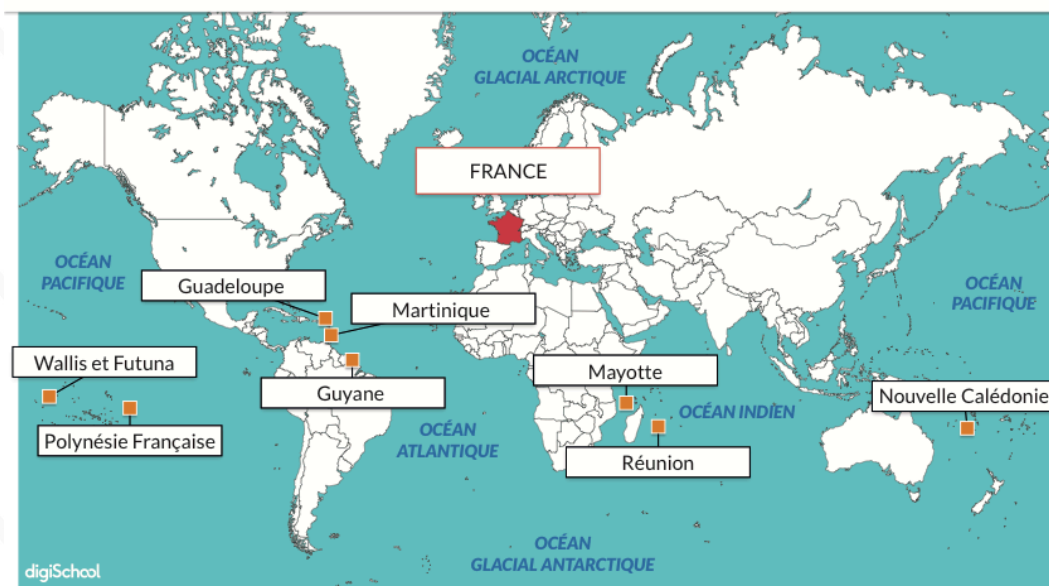 OCÉAN
GLACIAL ARCTIQUE
FRANCE
OCÉAN
PACIFIQUE
Guadeloupe
Martinique
OCÉAN
PACIFIQUE
Wallis et Futuna
Guyane
Mayotte
OCÉAN INDIEN
Nouvelle Calédonie
Polynésie Française
OCÉAN
ATLANTIQUE
Réunion
OCÉAN
GLACIAL ANTARCTIQUE
digiSchool